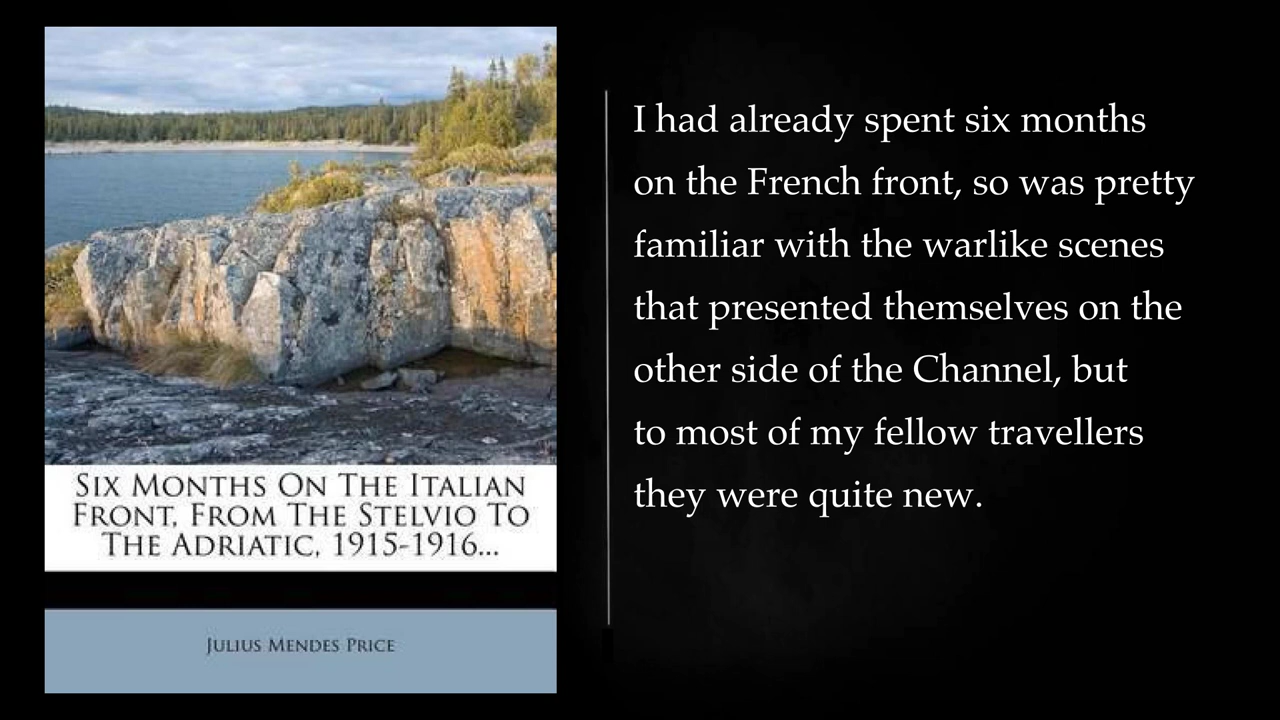 Six Months On The Italian
Front, From The Stelvio To
The Adriatic, 1915-1916...
Julius Mendes Price
I had already spent six months
on the French front, so was pretty
familiar with the warlike scenes
that presented themselves on the
other side of the Channel, but
to most of my fellow travellers
they were quite new.